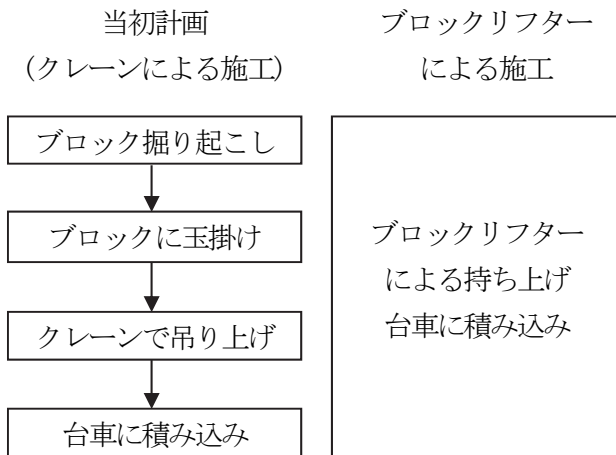 当初計画
(クレーンによる施工)
ブロック掘り起こし
ブロックに玉掛け
クレーンで吊り上げ
台車に積み込み
ブロックリフター
による施工
ブロックリフター
による持ち上げ
台車に積み込み